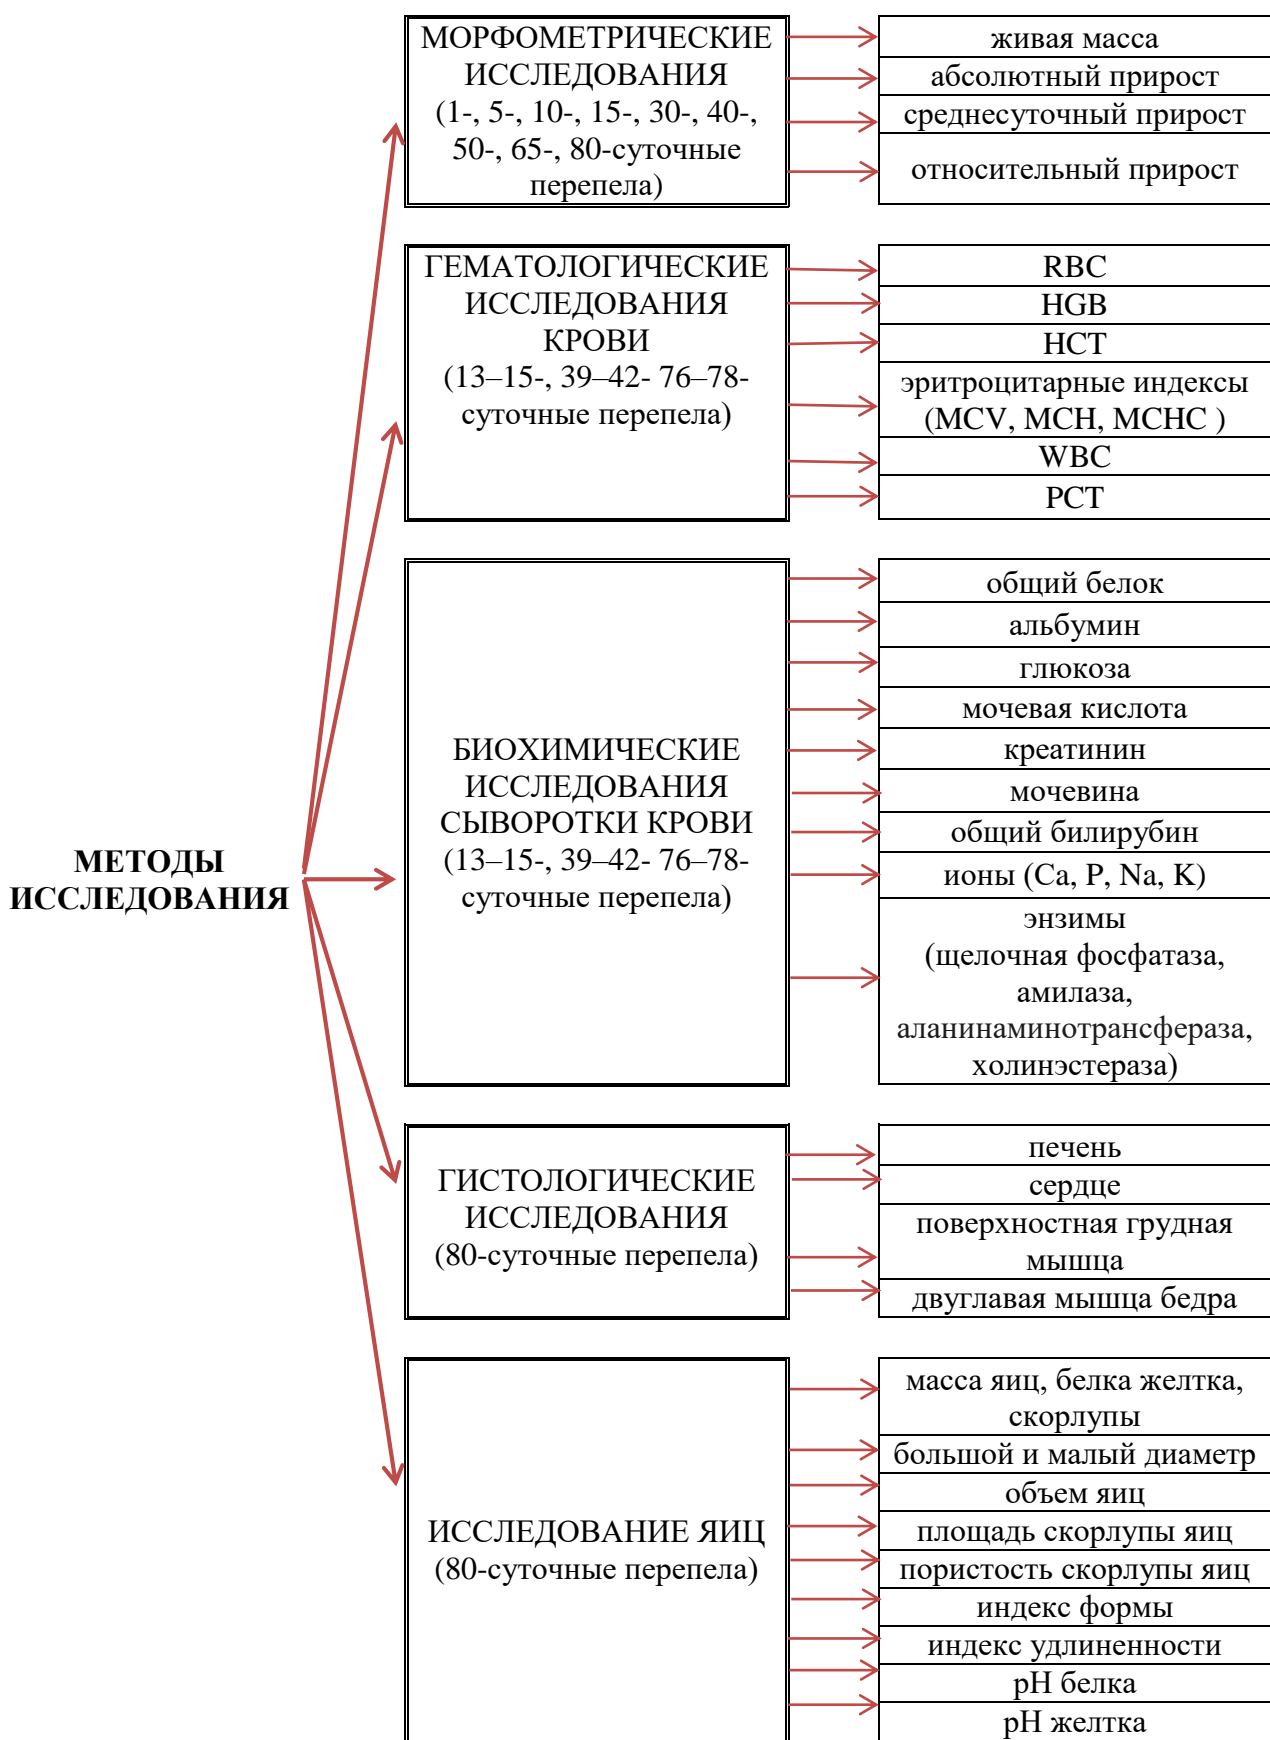 МЕТОДЫ
ИССЛЕДОВАНИЯ
МОРФОМЕТРИЧЕСКИЕ
ИССЛЕДОВАНИЯ
(1-, 5-, 10-, 15-, 30-, 40-,
50-, 65-, 80-суточные
перепела)
живая масса
абсолютный прирост
среднесуточный прирост
относительный прирост
ГЕМАТОЛОГИЧЕСКИЕ
ИССЛЕДОВАНИЯ
КРОВИ
(13–15-, 39–42- 76–78-
суточные перепела)
RBC
HGB
HCT
эритроцитарные индексы
(MCV, MCH, MCHC )
WBC
PCT
БИОХИМИЧЕСКИЕ
ИССЛЕДОВАНИЯ
СЫВОРОТКИ КРОВИ
(13–15-, 39–42- 76–78-
суточные перепела)
общий белок
альбумин
глюкоза
мочевая кислота
креатинин
мочевина
общий билирубин
ионы (Ca, P, Na, K)
энзимы
(щелочная фосфатаза,
амилаза,
аланинаминотрансфераза,
холинэстераза)
ГИСТОЛОГИЧЕСКИЕ
ИССЛЕДОВАНИЯ
(80-суточные перепела)
печень
сердце
поверхностная грудная
мышца
двуглавая мышца бедра
ИССЛЕДОВАНИЕ ЯИЦ
(80-суточные перепела)
масса яиц, белка желтка,
скорлупы
большой и малый диаметр
объем яиц
площадь скорлупы яиц
пористость скорлупы яиц
индекс формы
индекс удлиненности
pH белка
pH желтка